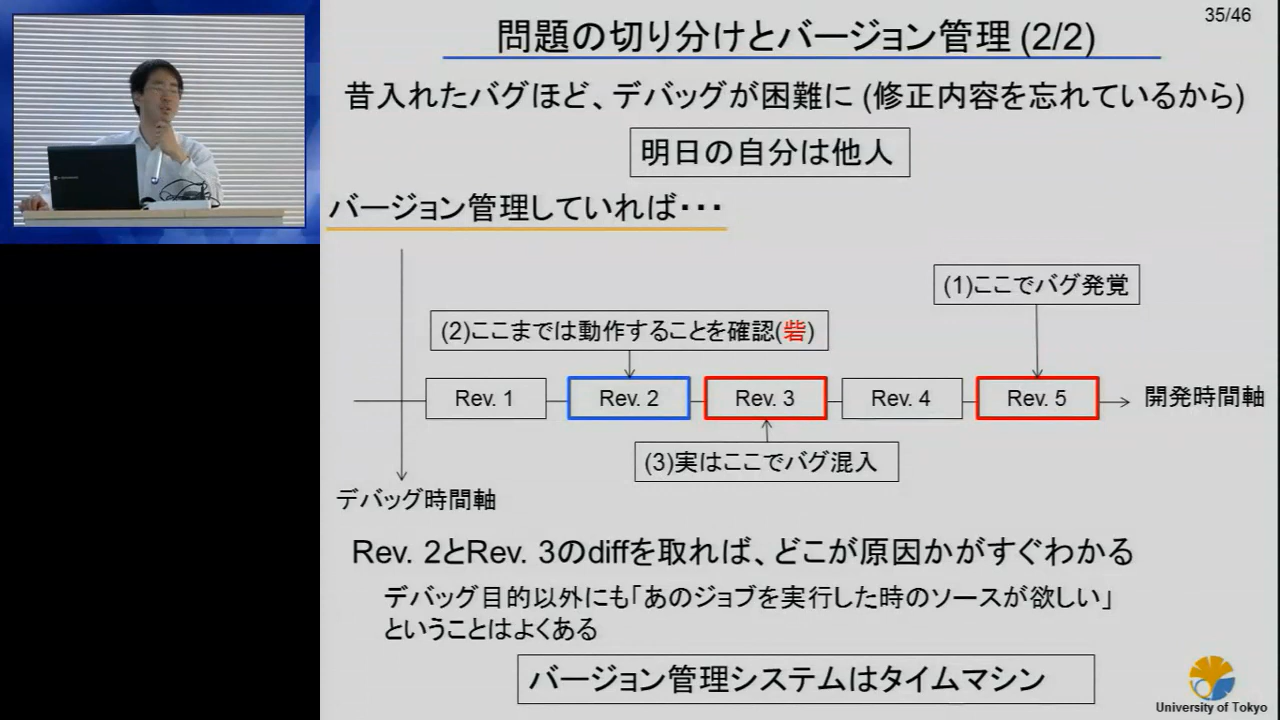 35/46
問題の切り分けとバージョン管理 (2/2)
昔入れたバグほど、デバッグが困難に (修正内容を忘れているから)
明日の自分は他人
バージョン管理していれば・・・
(1)ここでバグ発覚
(2)ここまでは動作することを確認(砦)
Rev. 1
Rev. 2
Rev. 3
Rev. 4
Rev. 5
開発時間軸
(3)実はここでバグ混入
デバッグ時間軸
Rev. 2とRev. 3のdiffを取れば、どこが原因かがすぐわかる
デバッグ目的以外にも「あのジョブを実行した時のソースが欲しい」
ということはよくある
バージョン管理システムはタイムマシン
University of Tokyo